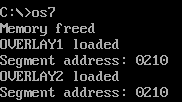 C:\>os7
Memory freed
OVERLAY1 loaded
Segment address: 0210
OVERLAY2 loaded
Segment address: 0210